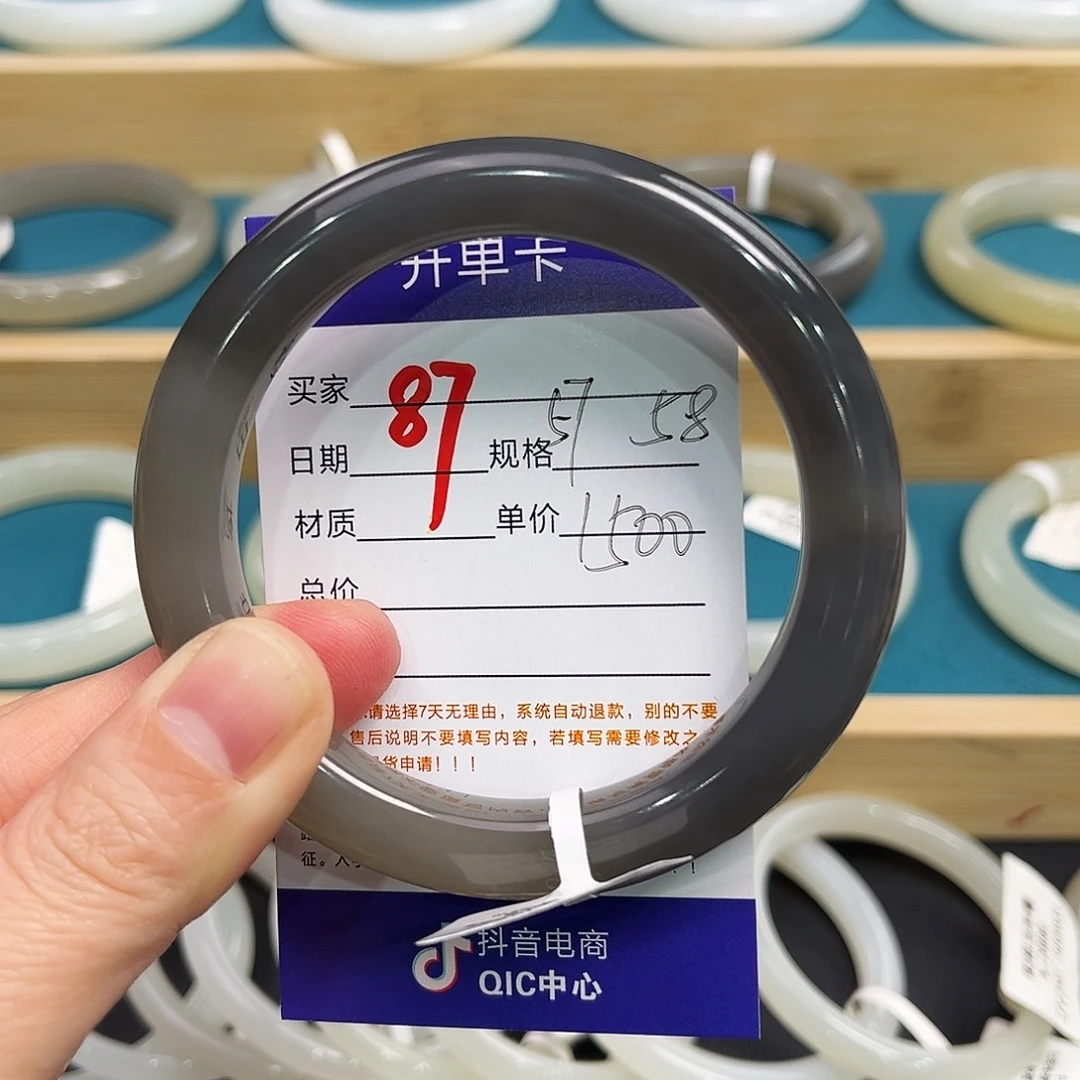 开单卡
买家
87
57 58
日期 规格
材质 单价 1500
总价
请选择7天无理由，系统自动退款，别的不要
售后说明不要填写内容，若填写需要修改之
货申请！！！
征。
抖音电商
QIC中心